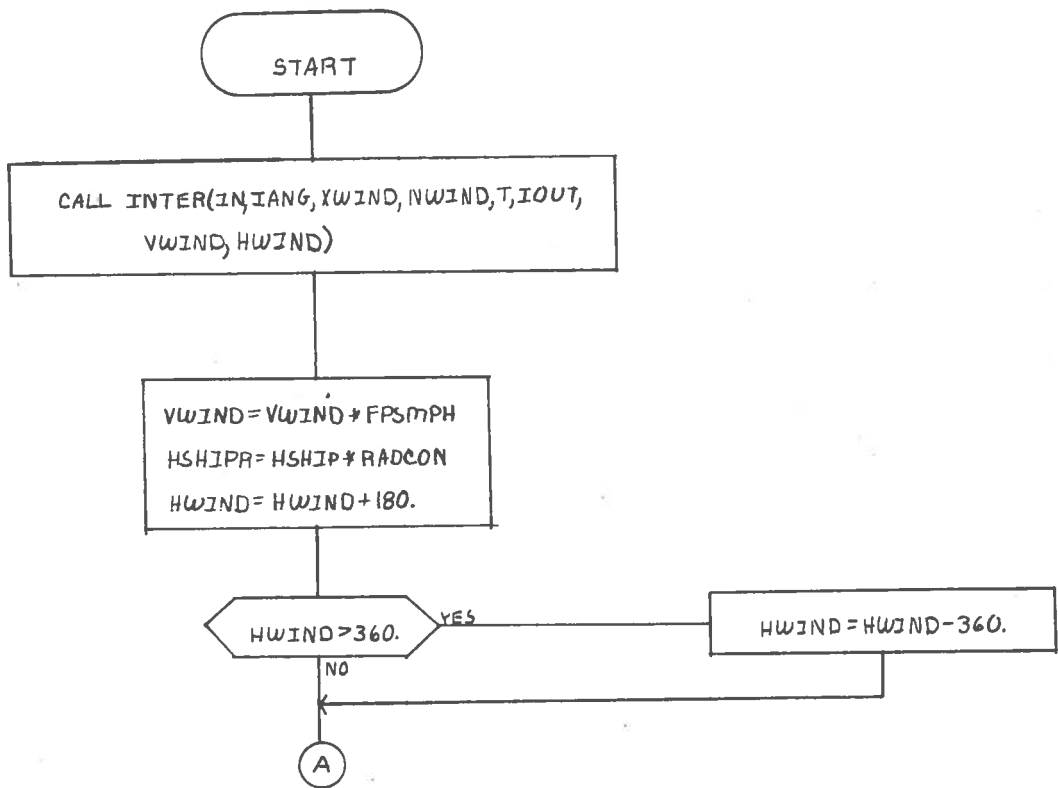 START
CALL INTER(IN,IANG,XWIND,NWIND,T,IOUT,
VWIND,HWIND)
VWIND=VWIND*FPSMPH
HSHIPR=HSHIP*RADCON
HWIND=HWIND+180.
HWIND>360.
YES
HWIND=HWIND-360.
NO
A